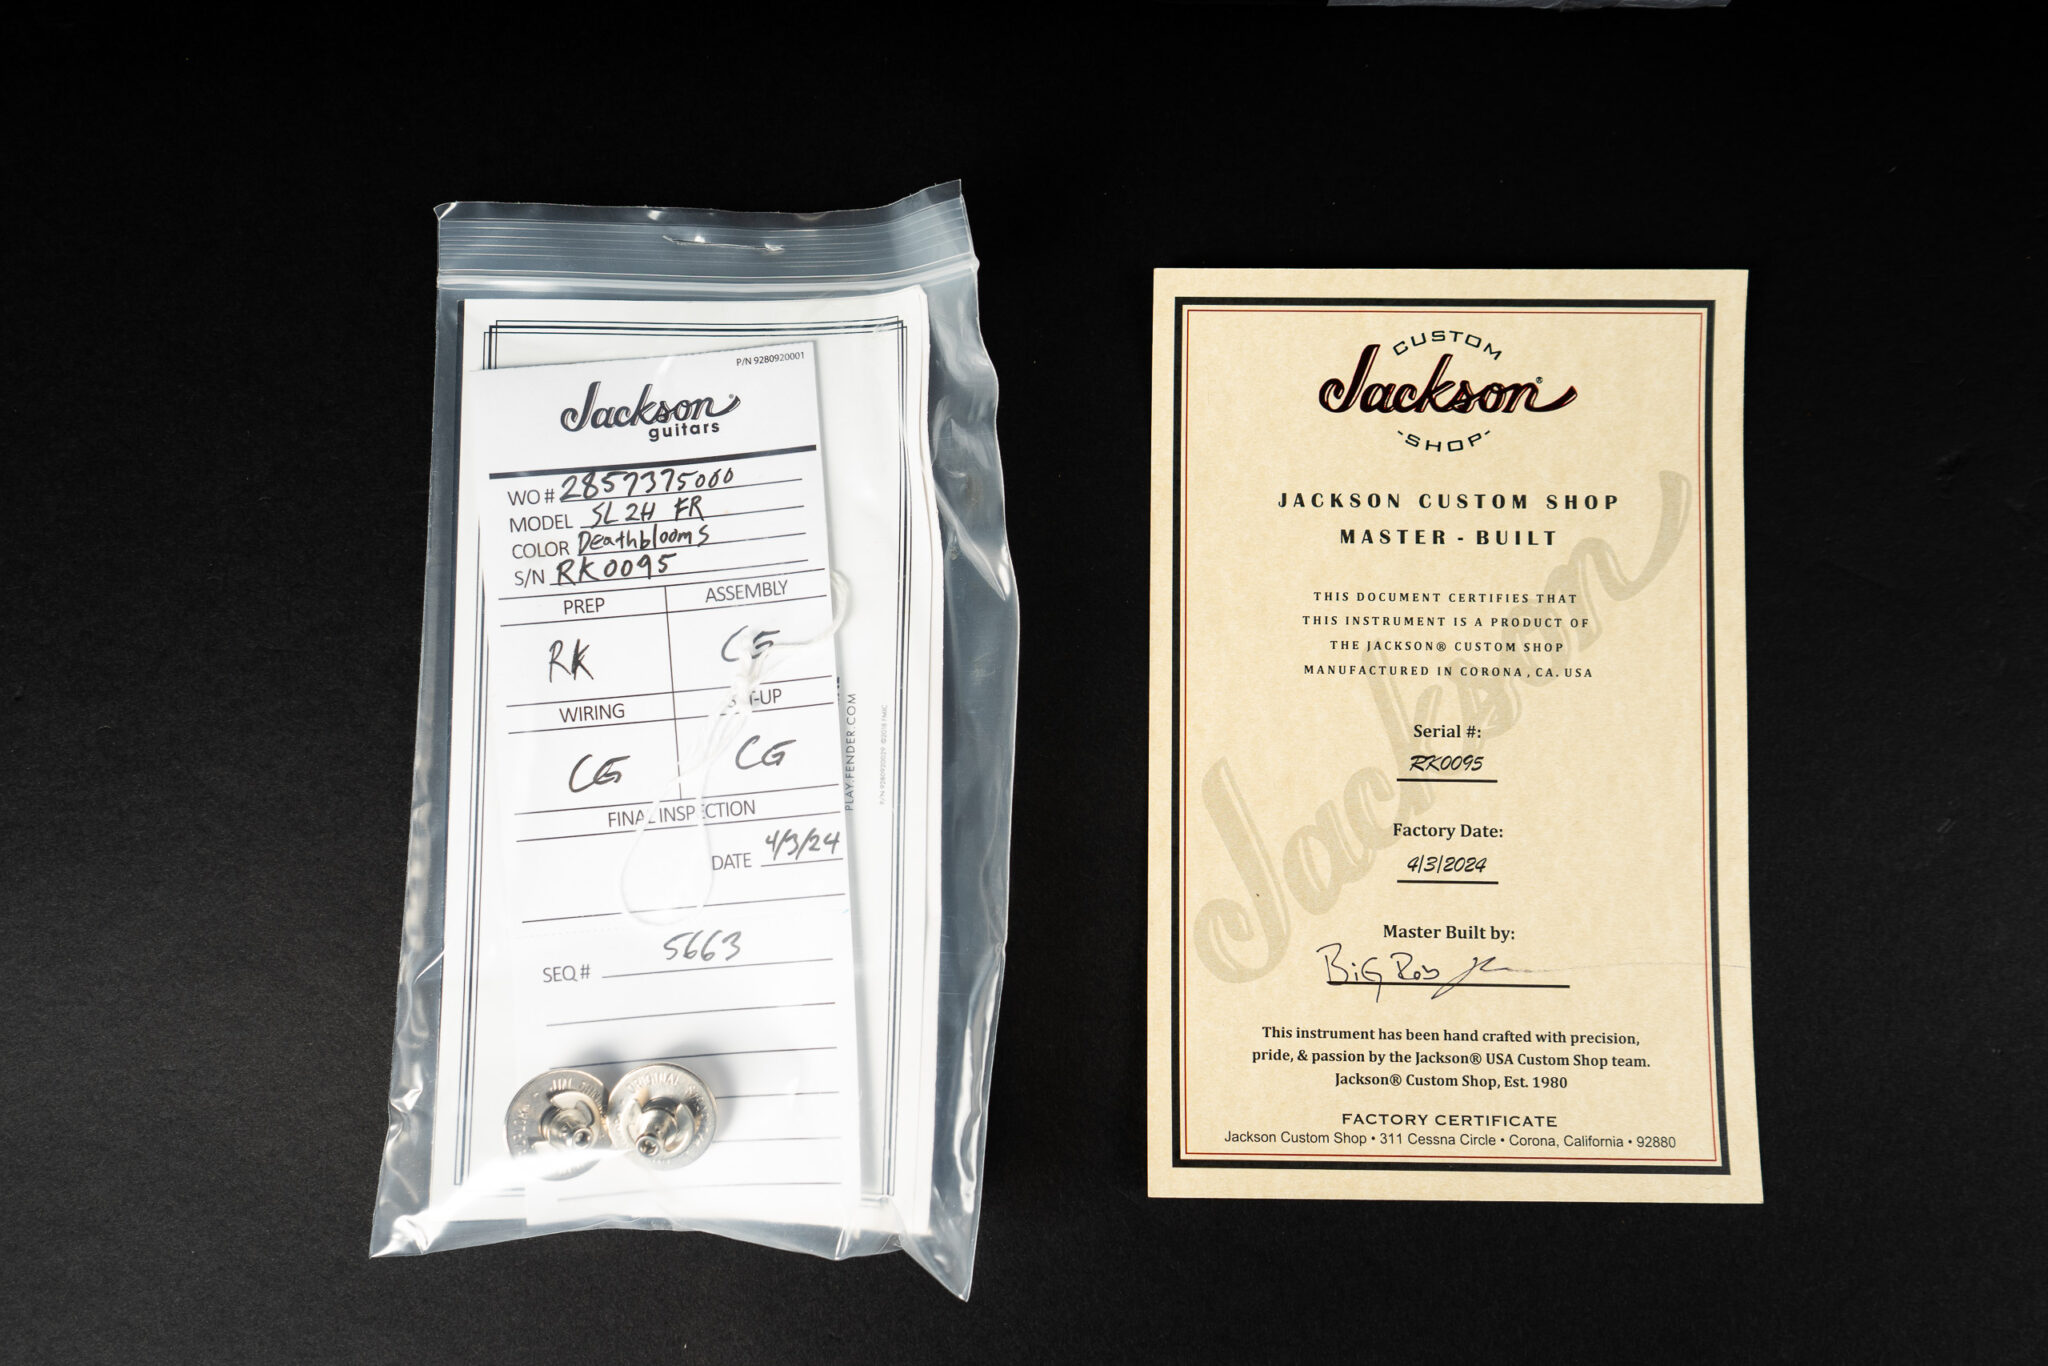 P/N 9280920001
Jackson®
guitars
WO# 2857375000
MODEL SL2H FR
COLOR Deathblooms
S/N RK0095
PREP ASSEMBLY
RK CG
WIRING SET-UP
CG CG
FINAL INSPECTION
DATE 4/3/24
SEQ# 5663
PLAY.FENDER.COM
CUSTOM
Jackson®
-SHOP-
JACKSON CUSTOM SHOP
MASTER - BUILT
THIS DOCUMENT CERTIFIES THAT
THIS INSTRUMENT IS A PRODUCT OF
THE JACKSON® CUSTOM SHOP
MANUFACTURED IN CORONA, CA. USA
Jackson
Serial #:
RK0095
Factory Date:
4/3/2024
Master Built by:
BiG Rob
This instrument has been hand crafted with precision,
pride, & passion by the Jackson® USA Custom Shop team.
Jackson® Custom Shop, Est. 1980
FACTORY CERTIFICATE
Jackson Custom Shop • 311 Cessna Circle • Corona, California • 92880